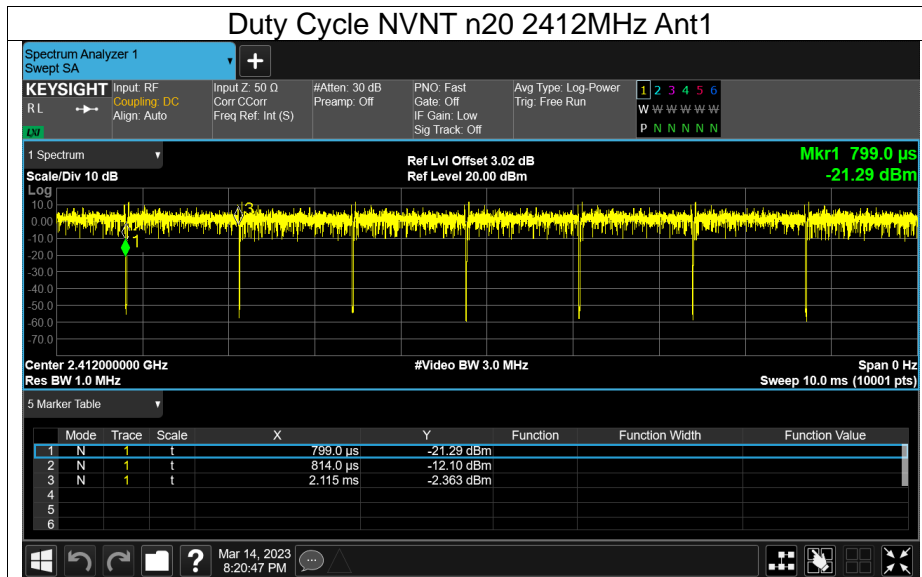 Duty Cycle NVNT n20 2412MHz Ant1
Spectrum Analyzer 1
Swept SA
+
KEYSIGHT Input: RF Input Z: 50 Ω #Atten: 30 dB PNO: Fast Avg Type: Log-Power 1 2 3 4 5 6
RL Coupling: DC Corr CCorr Preamp: Off Gate: Off Trig: Free Run W W W W W W
Align: Auto Freq Ref: Int (S) IF Gain: Low
LXI Sig Track: Off P N N N N N
1 Spectrum Ref Lvl Offset 3.02 dB Mkr1 799.0 µs
Scale/Div 10 dB Ref Level 20.00 dBm -21.29 dBm
Log
10.0
0.00
-10.0
-20.0
-30.0
-40.0
-50.0
-60.0
-70.0
3
1
Center 2.412000000 GHz #Video BW 3.0 MHz Span 0 Hz
Res BW 1.0 MHz Sweep 10.0 ms (10001 pts)
5 Marker Table
Mode Trace Scale X Y Function Function Width Function Value
1 N 1 t 799.0 µs -21.29 dBm
2 N 1 t 814.0 µs -12.10 dBm
3 N 1 t 2.115 ms -2.363 dBm
4
5
6
? Mar 14, 2023
8:20:47 PM